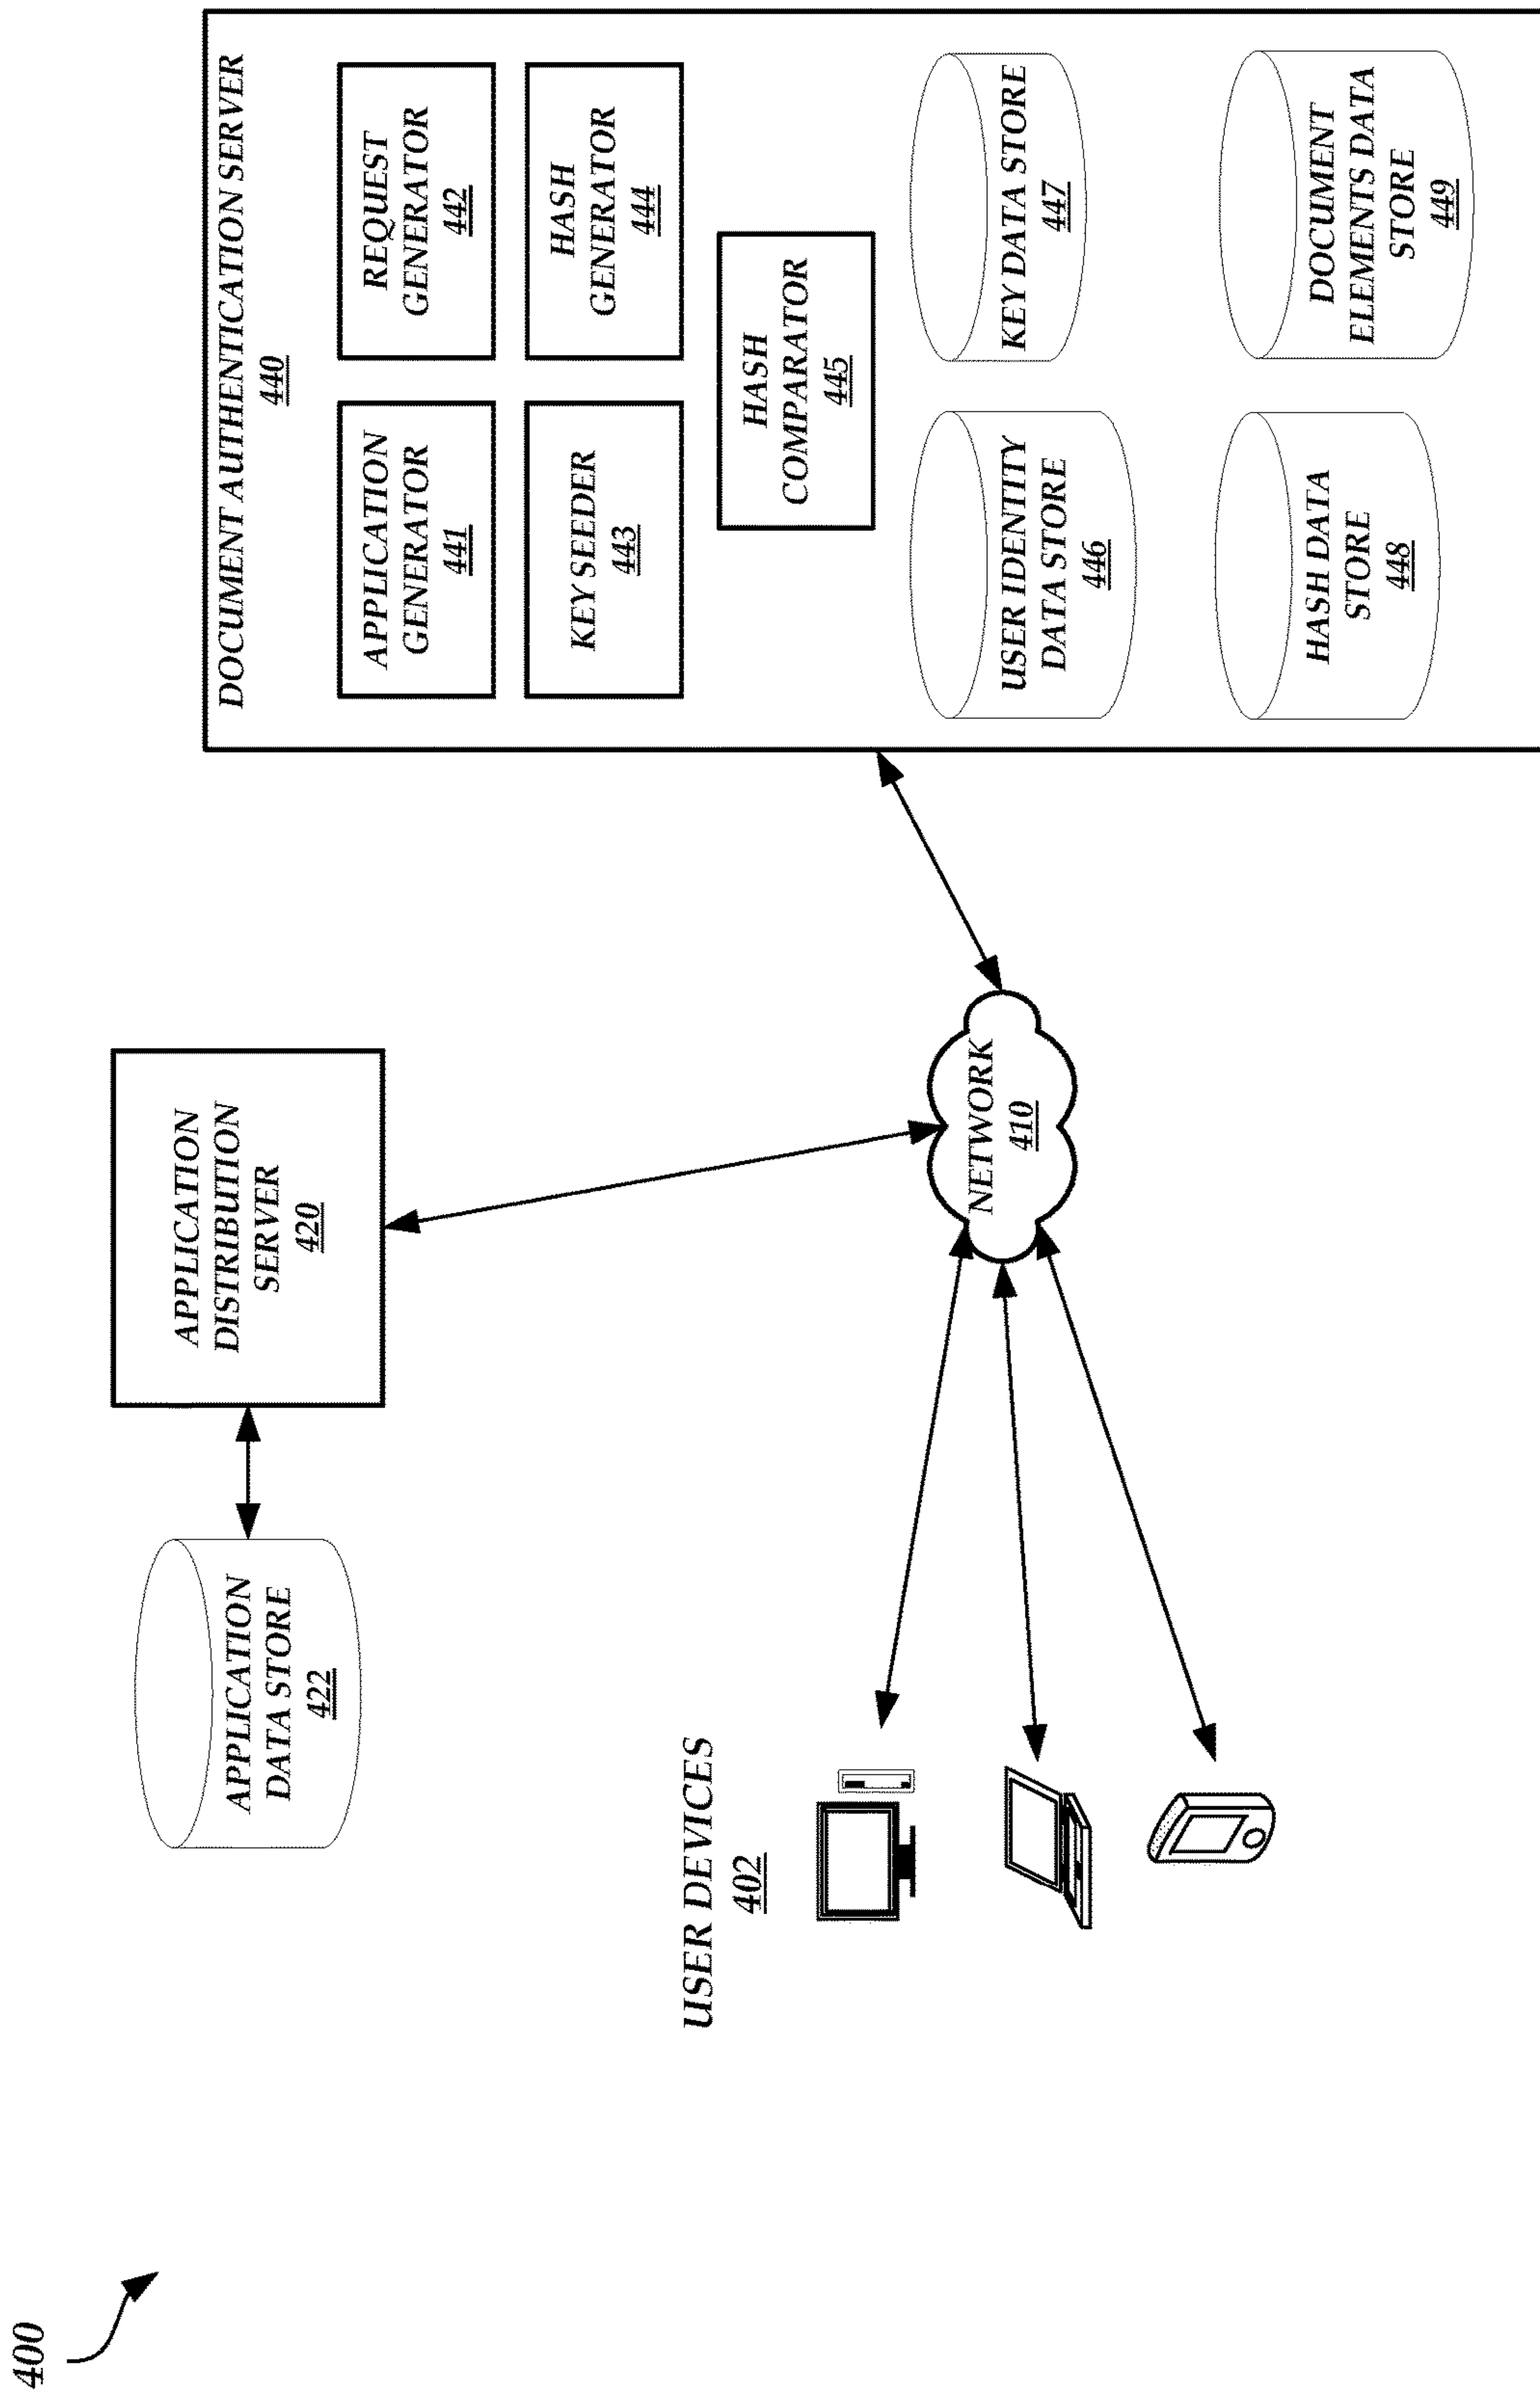 400
APPLICATION
DATA STORE
422
APPLICATION
DISTRIBUTION
SERVER
420
USER DEVICES
402
NETWORK
410
DOCUMENT AUTHENTICATION SERVER
440
APPLICATION
GENERATOR
441
REQUEST
GENERATOR
442
KEY SEEDER
443
HASH
GENERATOR
444
HASH
COMPARATOR
445
USER IDENTITY
DATA STORE
446
KEY DATA STORE
447
HASH DATA
STORE
448
DOCUMENT
ELEMENTS DATA
STORE
449